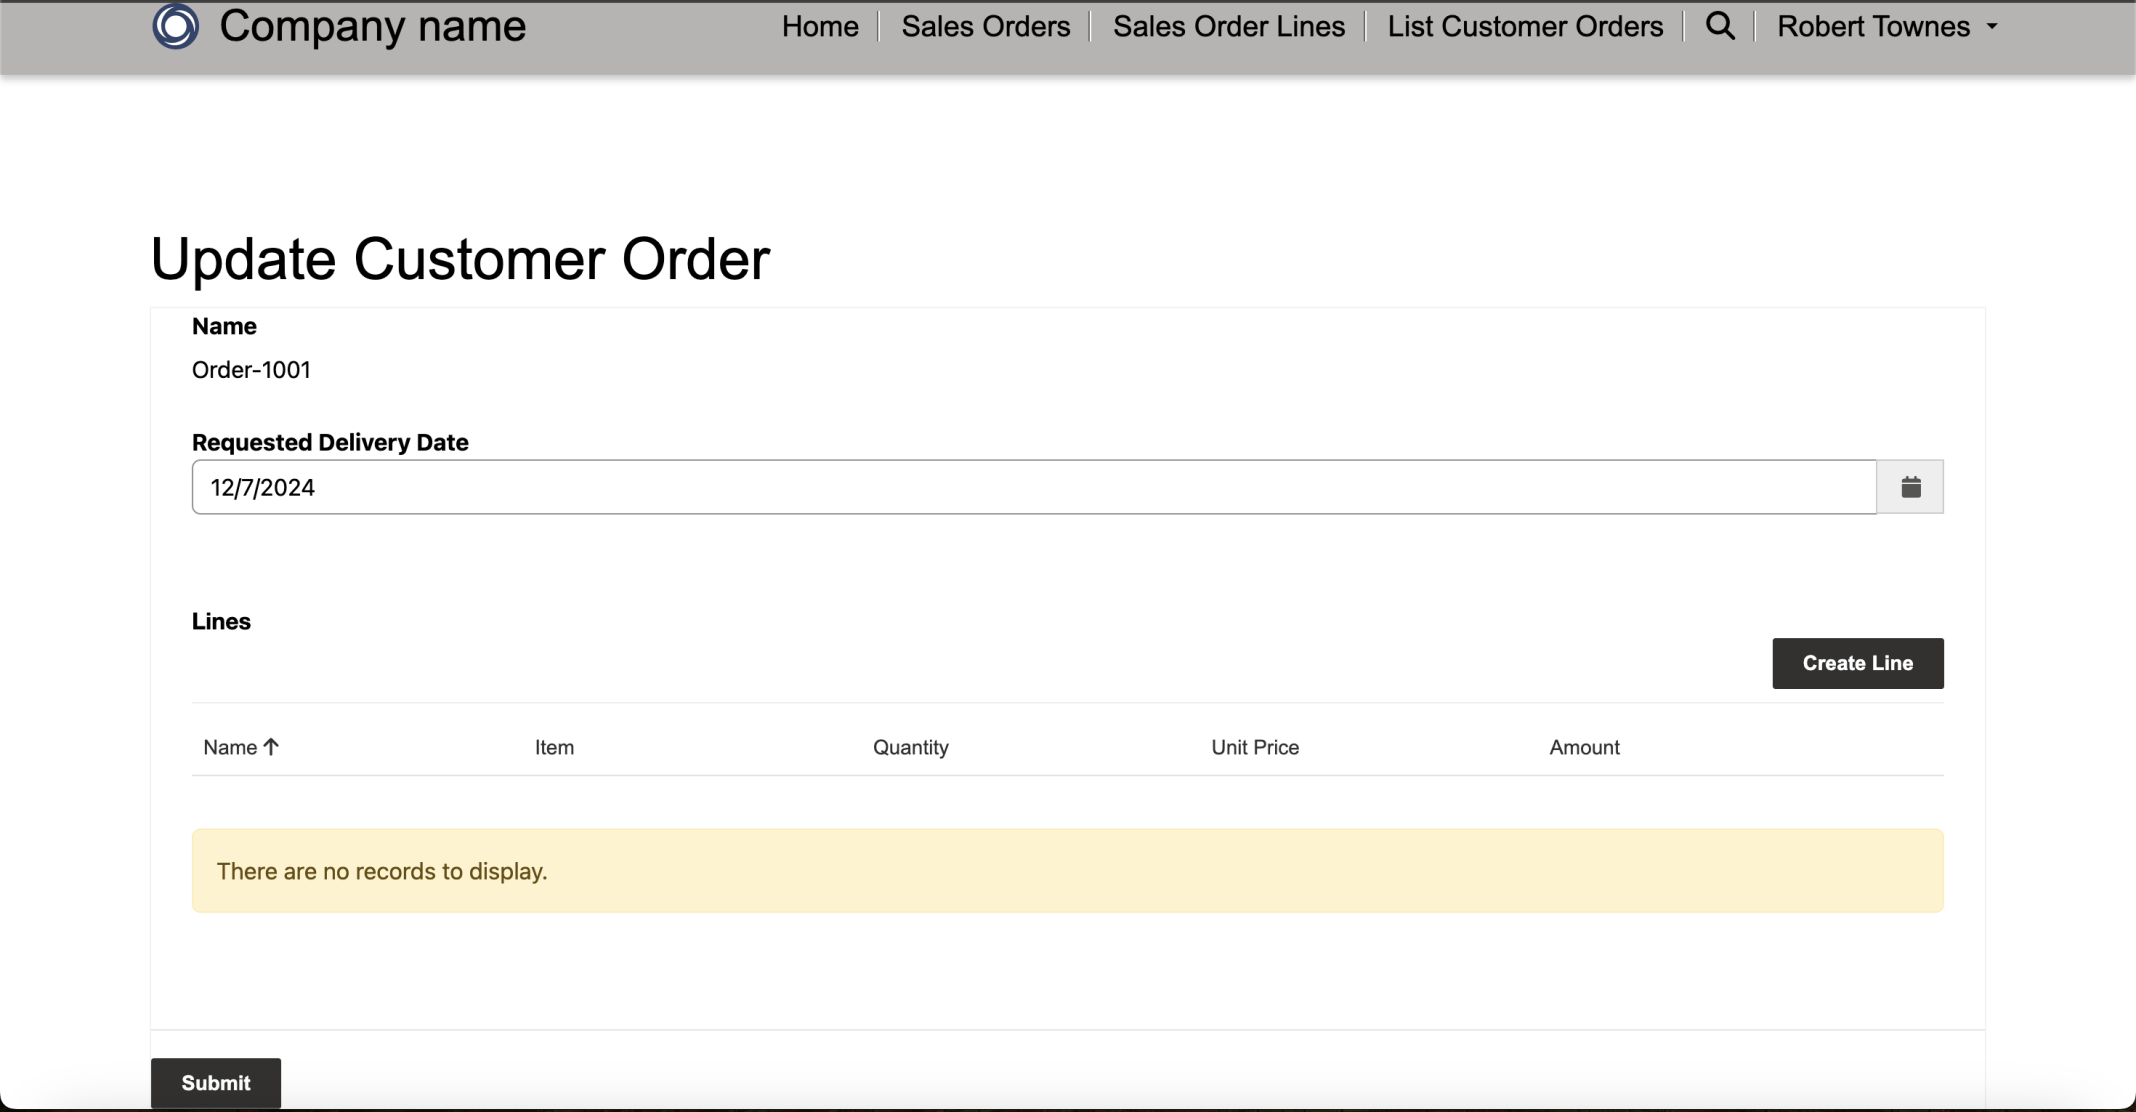 Company name
Home
Sales Orders
Sales Order Lines
List Customer Orders
Robert Townes
Update Customer Order
Name
Order-1001
Requested Delivery Date
12/7/2024
Lines
Create Line
Name Item Quantity Unit Price Amount
There are no records to display.
Submit